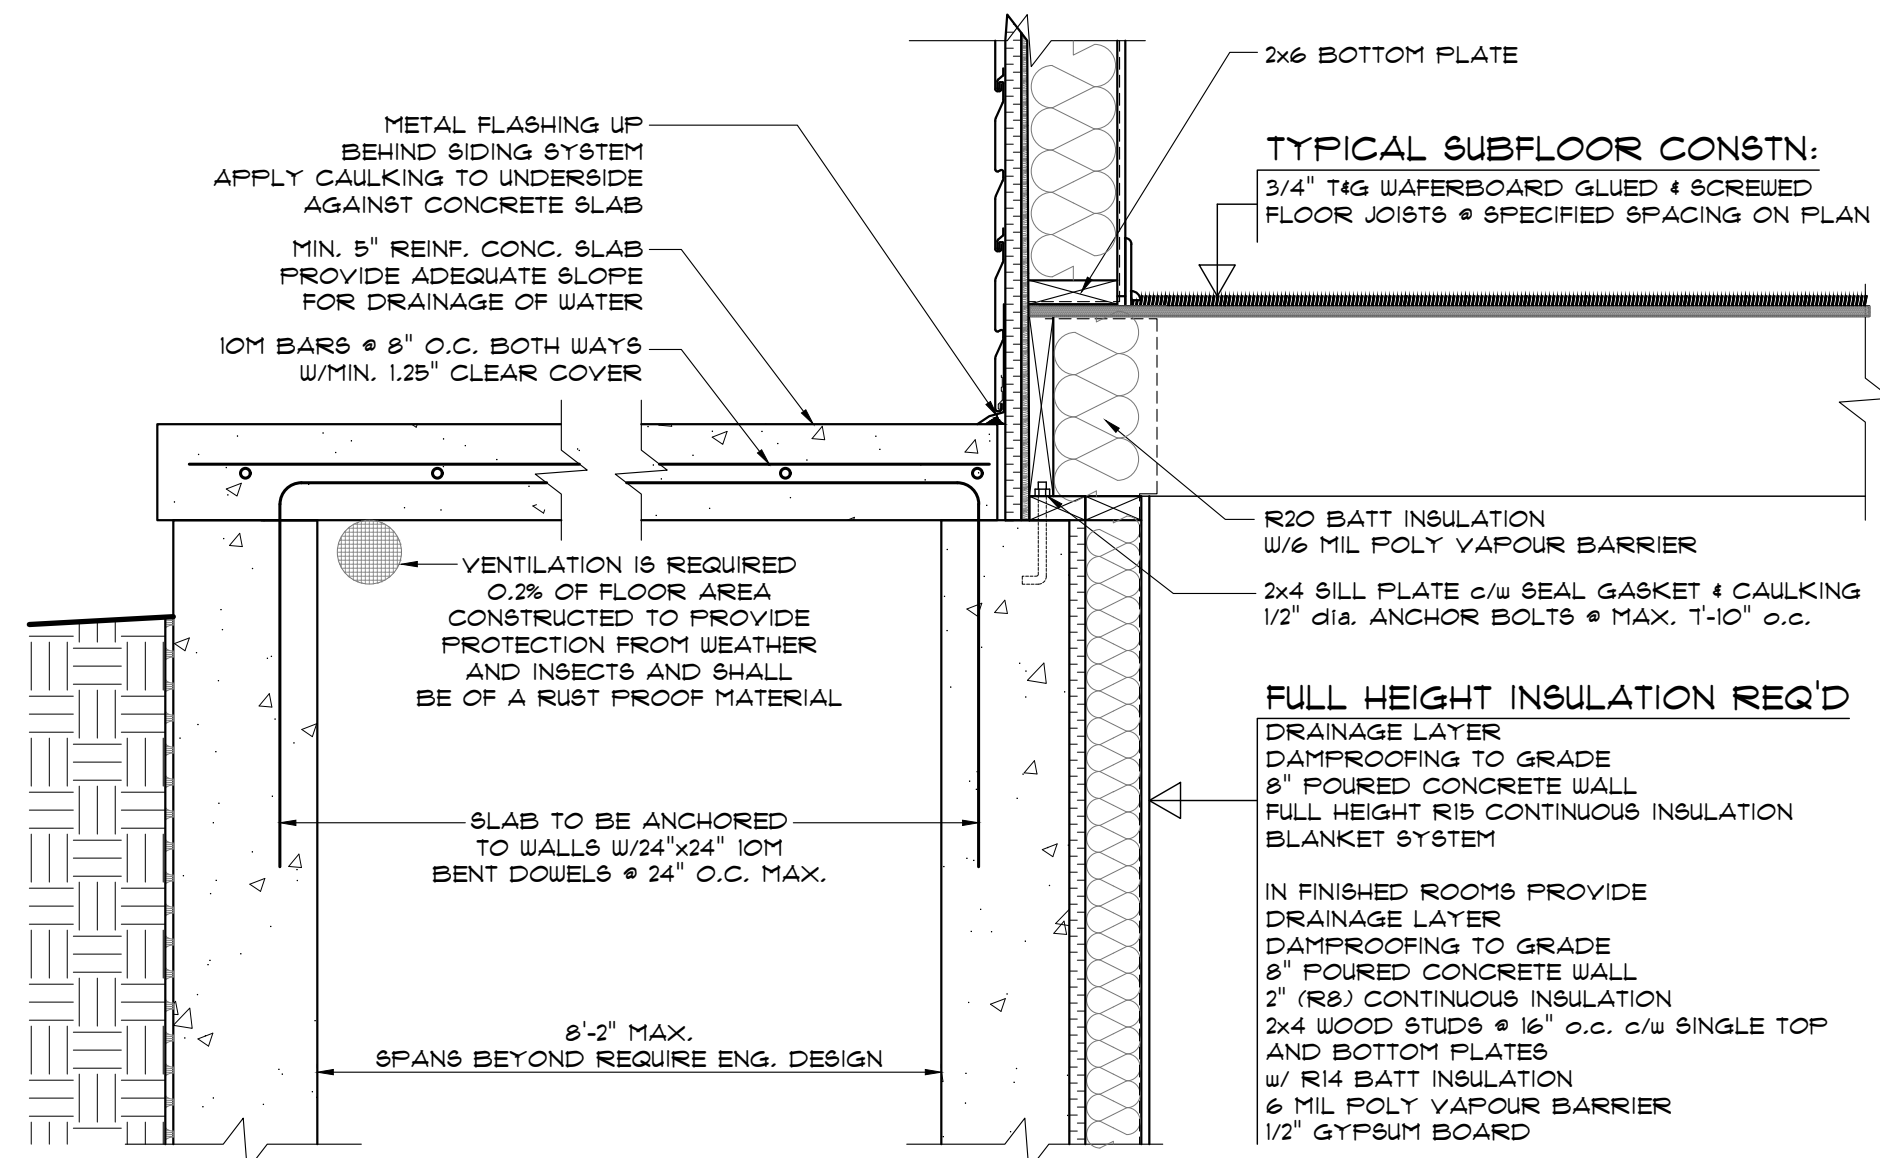 METAL FLASHING UP
BEHIND SIDING SYSTEM
APPLY CAULKING TO UNDERSIDE
AGAINST CONCRETE SLAB
MIN. 5" REINF. CONC. SLAB
PROVIDE ADEQUATE SLOPE
FOR DRAINAGE OF WATER
10M BARS @ 8" O.C. BOTH WAYS
W/MIN. 1.25" CLEAR COVER
VENTILATION IS REQUIRED
0.2% OF FLOOR AREA
CONSTRUCTED TO PROVIDE
PROTECTION FROM WEATHER
AND INSECTS AND SHALL
BE OF A RUST PROOF MATERIAL
SLAB TO BE ANCHORED
TO WALLS W/24"x24" 10M
BENT DOWELS @ 24" O.C. MAX.
8'-2" MAX.
SPANS BEYOND REQUIRE ENG. DESIGN
2x6 BOTTOM PLATE
TYPICAL SUBFLOOR CONSTN:
3/4" T&G WAFERBOARD GLUED & SCREWED
FLOOR JOISTS @ SPECIFIED SPACING ON PLAN
R20 BATT INSULATION
W/6 MIL POLY VAPOUR BARRIER
2x4 SILL PLATE c/w SEAL GASKET & CAULKING
1/2" dia. ANCHOR BOLTS @ MAX. 7'-10" o.c.
FULL HEIGHT INSULATION REQ'D
DRAINAGE LAYER
DAMPROOFING TO GRADE
8" POURED CONCRETE WALL
FULL HEIGHT R15 CONTINUOUS INSULATION
BLANKET SYSTEM
IN FINISHED ROOMS PROVIDE
DRAINAGE LAYER
DAMPROOFING TO GRADE
8" POURED CONCRETE WALL
2" (R8) CONTINUOUS INSULATION
2x4 WOOD STUDS @ 16" o.c. c/w SINGLE TOP
AND BOTTOM PLATES
w/ R14 BATT INSULATION
6 MIL POLY VAPOUR BARRIER
1/2" GYPSUM BOARD